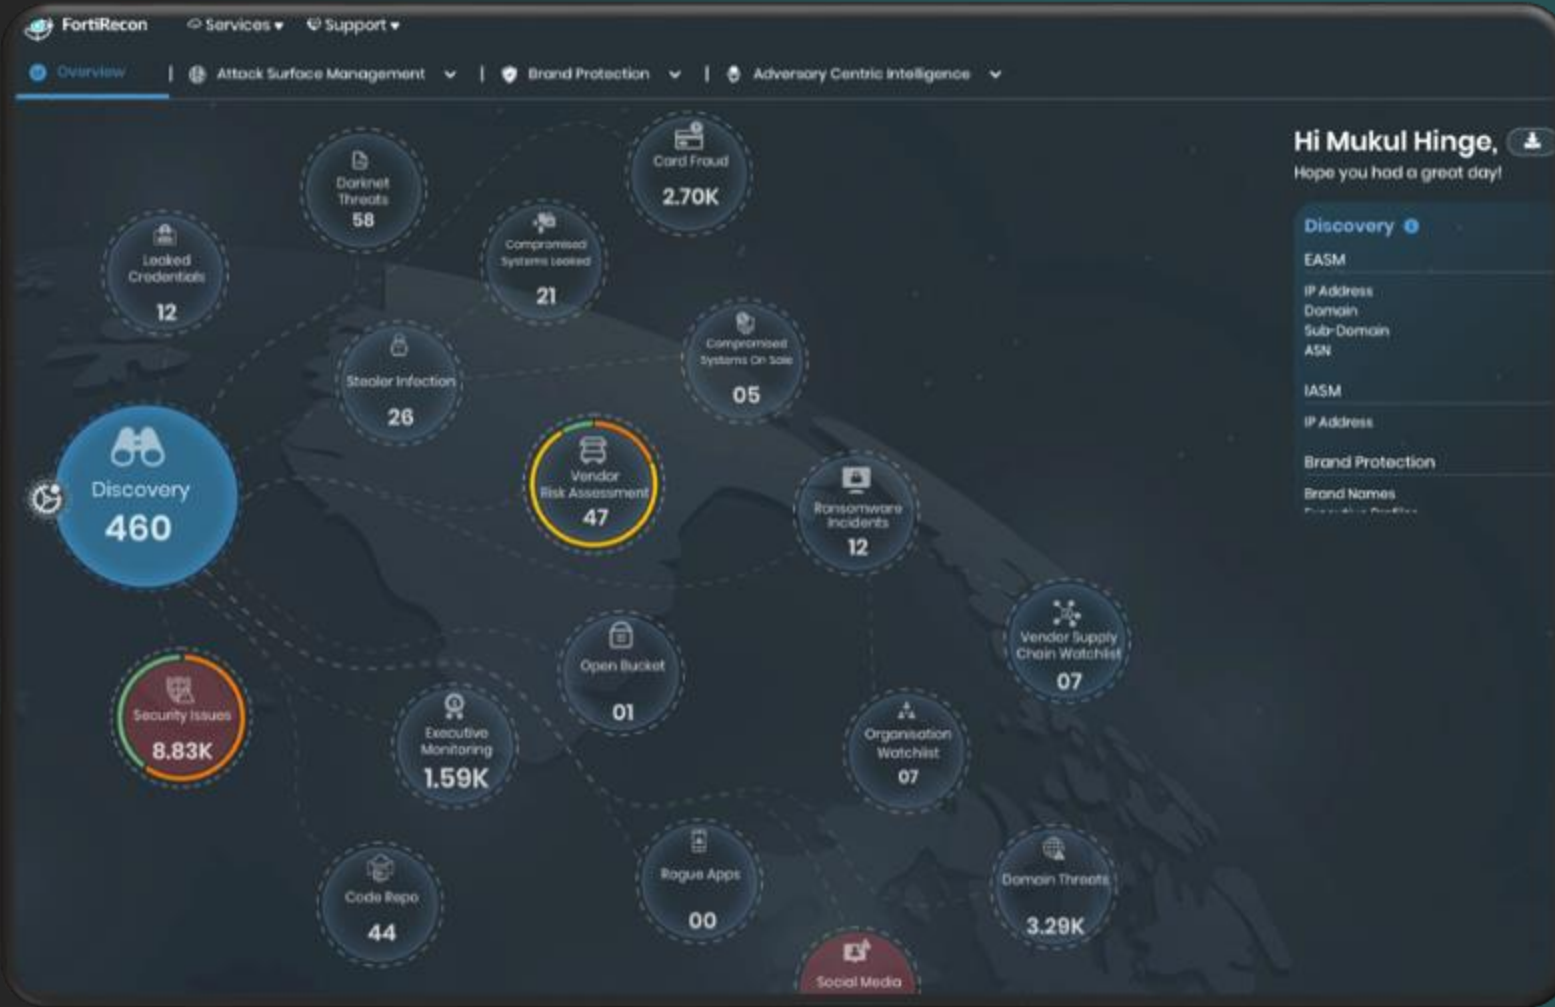 FortiRecon
Services
Support
Overview
Attack Surface Management
Brand Protection
Adversary Centric Intelligence
Hi Mukul Hinge,
Hope you had a great day!
Discovery
EASM
IP Address
Domain
Sub-Domain
ASN
IASM
IP Address
Brand Protection
Brand Names
Executive Profiles
Card Fraud
2.70K
Darknet
Threats
58
Compromised
Systems Leaked
21
Leaked
Credentials
12
Compromised
Systems On Sale
05
Stealer Infection
26
Vendor
Risk Assessment
47
Discovery
460
Ransomware
Incidents
12
Vendor Supply
Chain Watchlist
07
Open Bucket
01
Security Issues
8.83K
Executive
Monitoring
1.59K
Organisation
Watchlist
07
Code Repo
44
Rogue Apps
00
Domain Threats
3.29K
Social Media